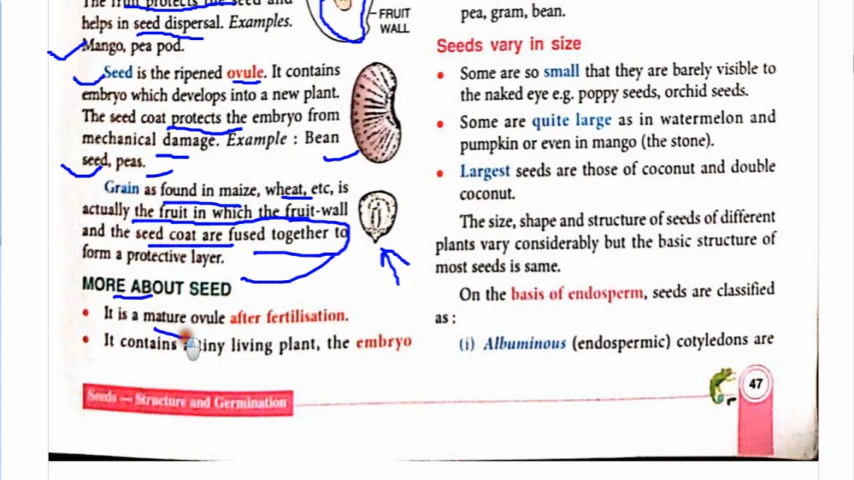 The fruit protects the seed and
helps in seed dispersal. Examples.
Mango, pea pod.
FRUIT
WALL
Seed is the ripened ovule. It contains
embryo which develops into a new plant.
The seed coat protects the embryo from
mechanical damage. Example : Bean
seed, peas.
Grain as found in maize, wheat, etc, is
actually the fruit in which the fruit-wall
and the seed coat are fused together to
form a protective layer.
MORE ABOUT SEED
• It is a mature ovule after fertilisation.
• It contains tiny living plant, the embryo
pea, gram, bean.
Seeds vary in size
• Some are so small that they are barely visible to
the naked eye e.g. poppy seeds, orchid seeds.
• Some are quite large as in watermelon and
pumpkin or even in mango (the stone).
• Largest seeds are those of coconut and double
coconut.
The size, shape and structure of seeds of different
plants vary considerably but the basic structure of
most seeds is same.
On the basis of endosperm, seeds are classified
as :
(i) Albuminous (endospermic) cotyledons are
Seeds — Structure and Germination
47